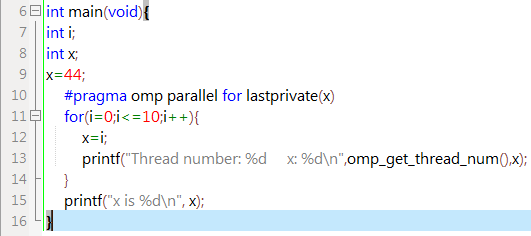 6 int main(void){
7 int i;
8 int x;
9 x=44;
10 #pragma omp parallel for lastprivate(x)
11 for(i=0;i<=10;i++){
12 x=i;
13 printf("Thread number: %d     x: %d\n",omp_get_thread_num(),x);
14 }
15 printf("x is %d\n", x);
16 }